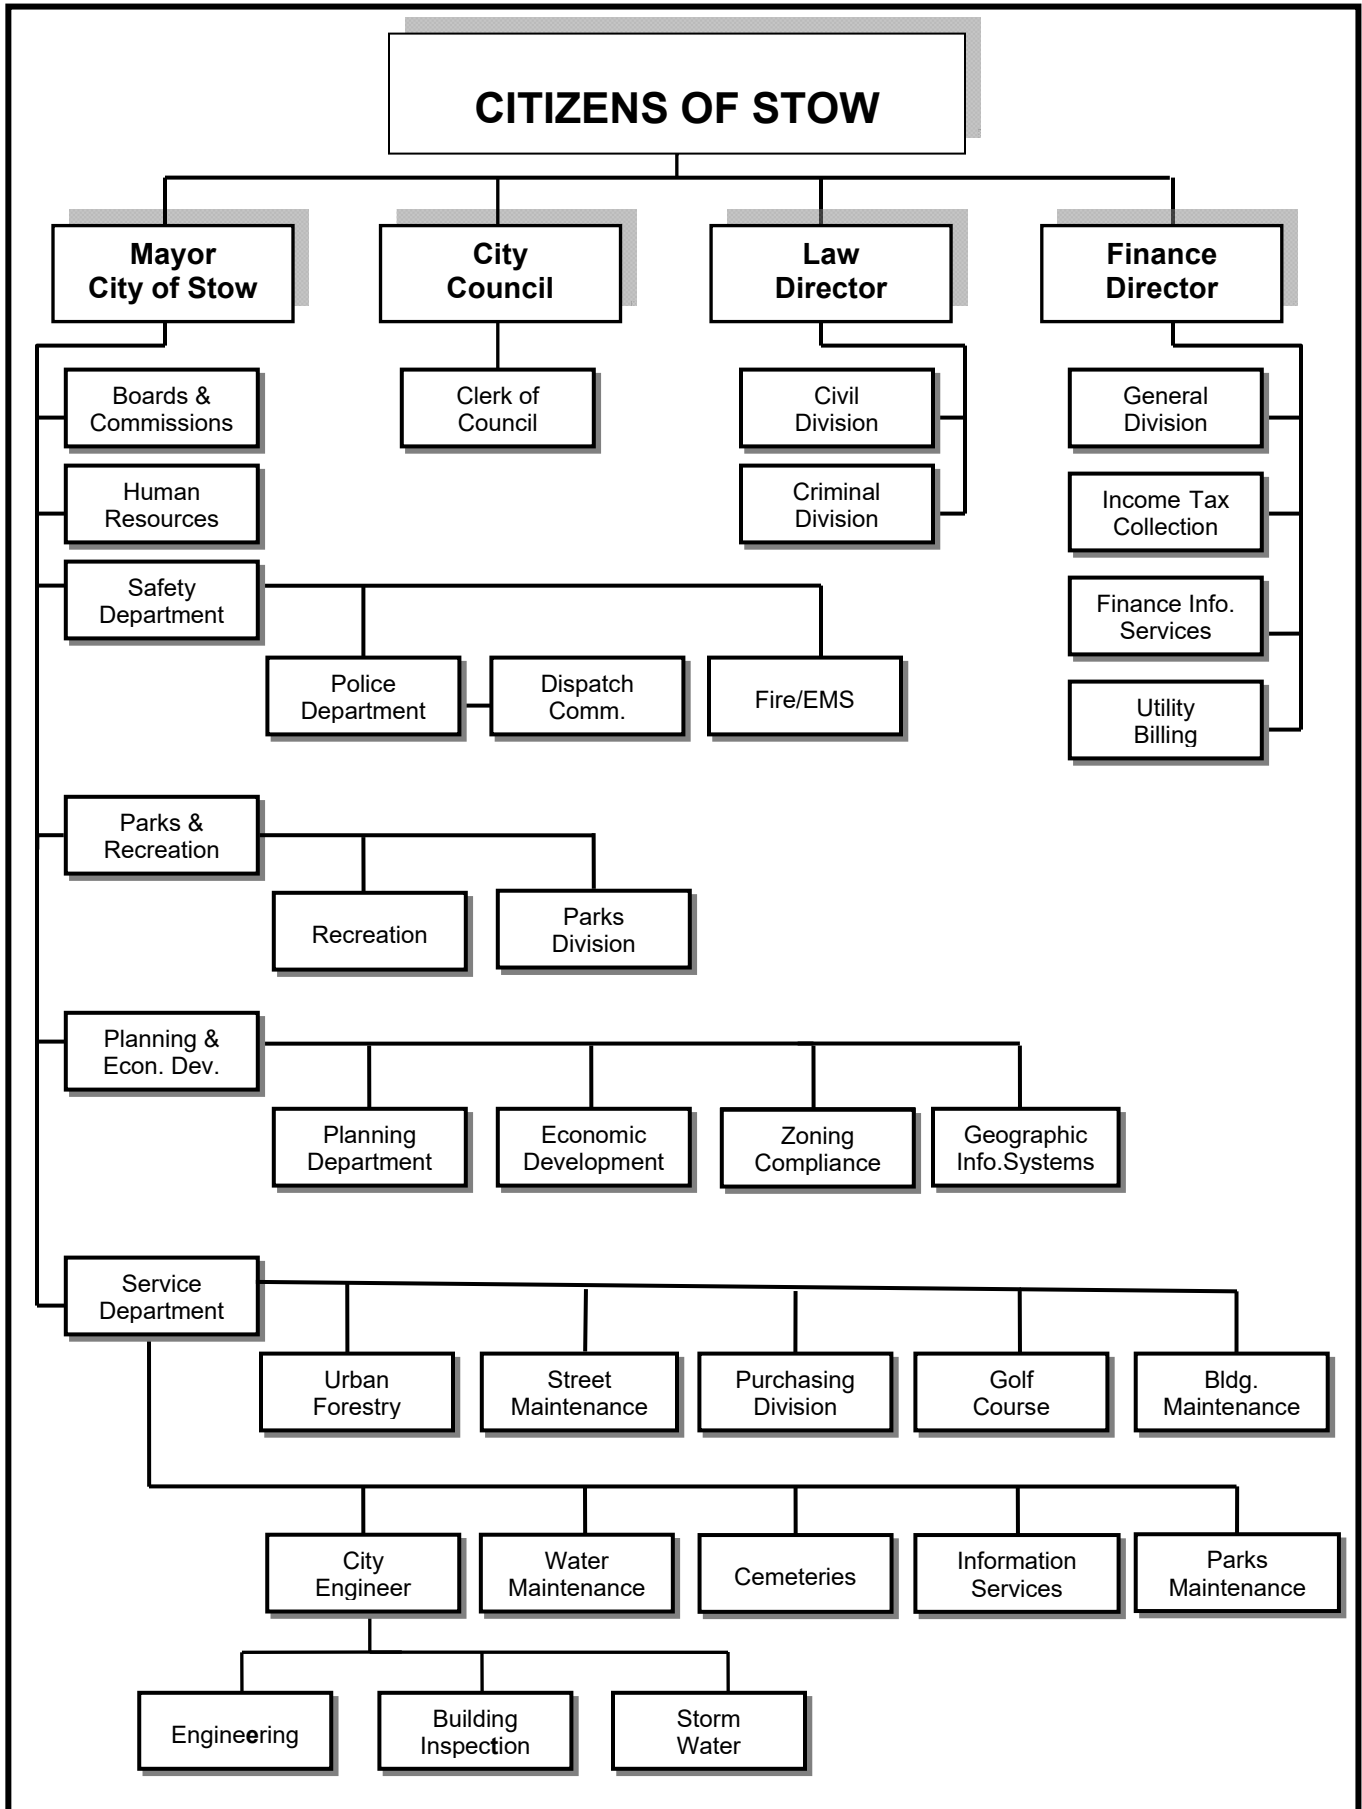 CITIZENS OF STOW
Mayor
City of Stow
City
Council
Law
Director
Finance
Director
Boards &
Commissions
Clerk of
Council
Civil
Division
General
Division
Human
Resources
Criminal
Division
Income Tax
Collection
Safety
Department
Finance Info.
Services
Police
Department
Dispatch
Comm.
Fire/EMS
Utility
Billing
Parks &
Recreation
Recreation
Parks
Division
Planning &
Econ. Dev.
Planning
Department
Economic
Development
Zoning
Compliance
Geographic
Info.Systems
Service
Department
Urban
Forestry
Street
Maintenance
Purchasing
Division
Golf
Course
Bldg.
Maintenance
City
Engineer
Water
Maintenance
Cemeteries
Information
Services
Parks
Maintenance
Engineering
Building
Inspection
Storm
Water